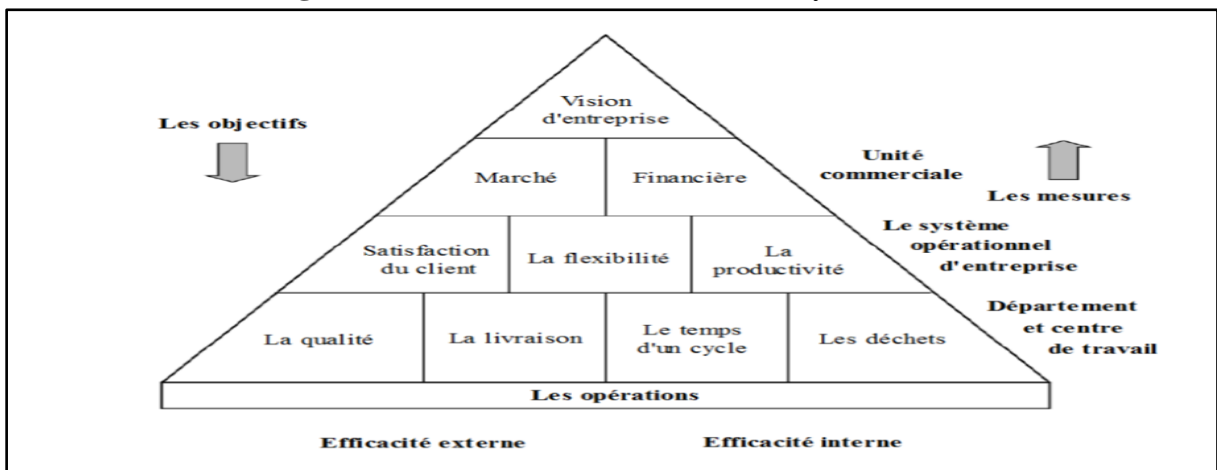 Vision
d'entreprise
Les objectifs
Marché
Financière
Unité
commerciale
Les mesures
Satisfaction
du client
La flexibilité
La
productivité
Le système
opérationnel
d'entreprise
La qualité
La livraison
Le temps
d'un cycle
Les déchets
Département
et centre
de travail
Les opérations
Efficacité externe
Efficacité interne